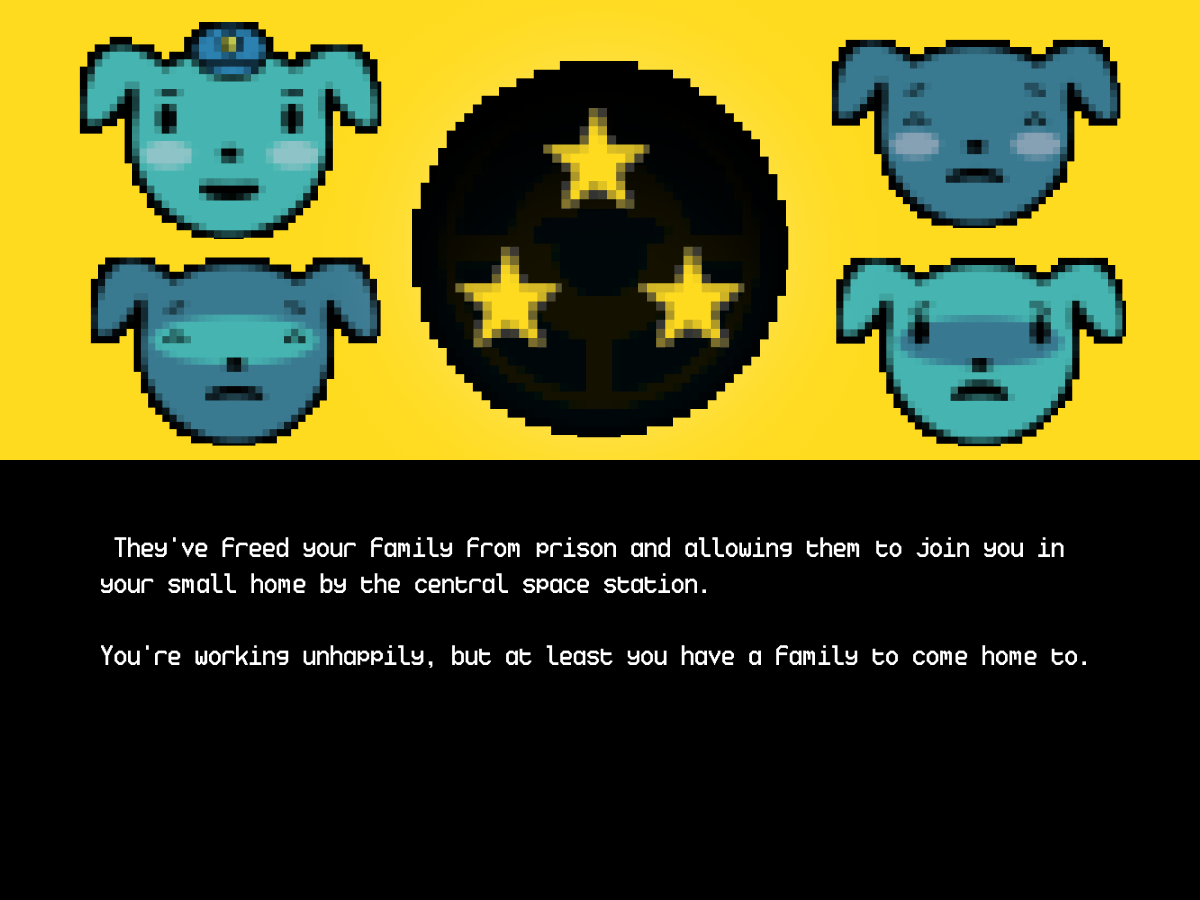 They've freed your family from prison and allowing them to join you in
your small home by the central space station.
You're working unhappily, but at least you have a family to come home to.